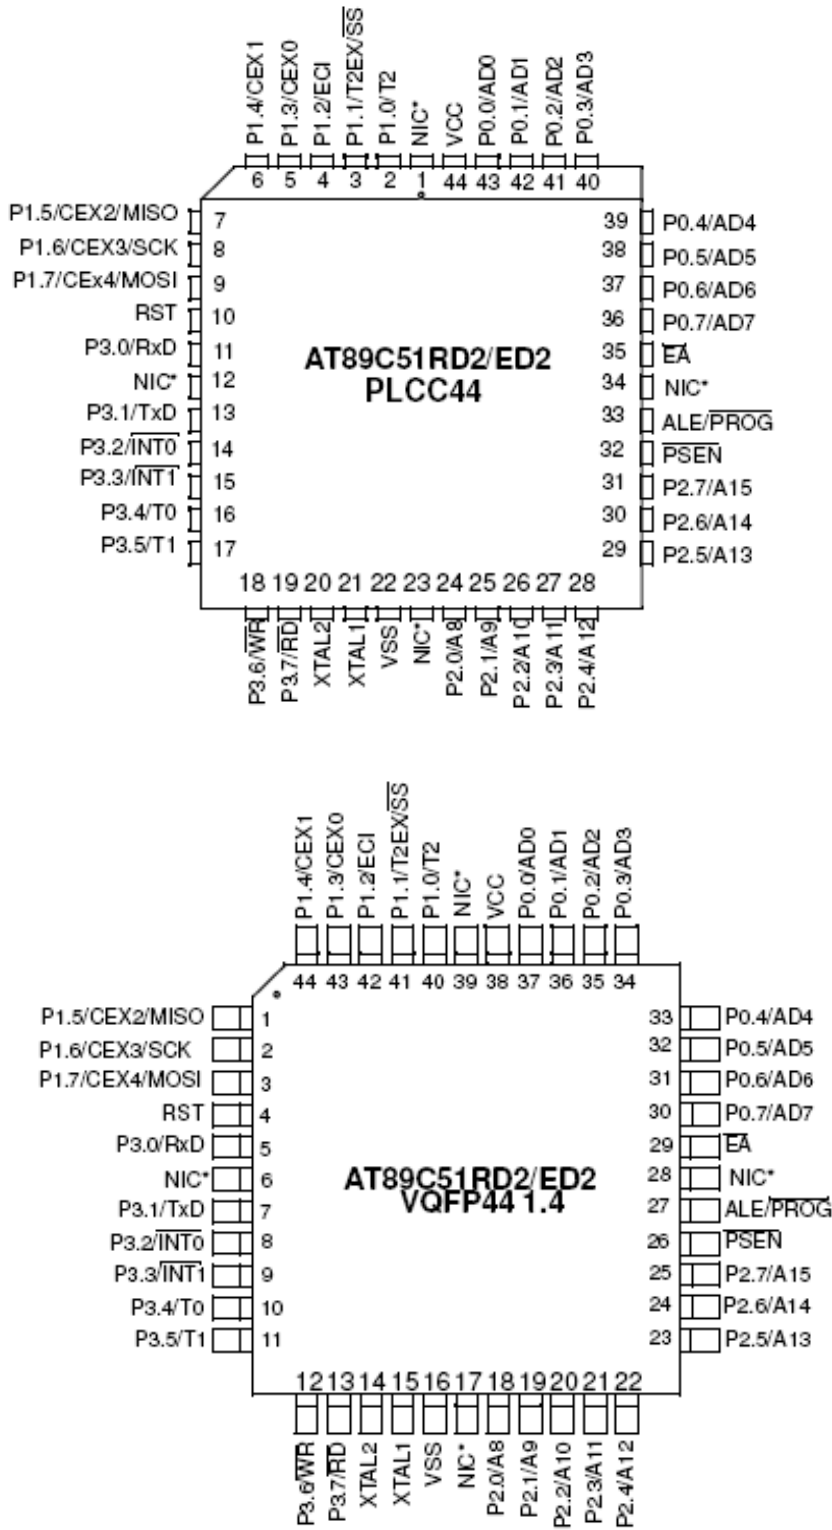 P1.4/CEX1
P1.3/CEX0
P1.2/ECI
P1.1/T2EX/SS
P1.0/T2
NIC*
VCC
P0.0/AD0
P0.1/AD1
P0.2/AD2
P0.3/AD3
6 5 4 3 2 1 44 43 42 41 40
P1.5/CEX2/MISO 7 39 P0.4/AD4
P1.6/CEX3/SCK 8 38 P0.5/AD5
P1.7/CEx4/MOSI 9 37 P0.6/AD6
RST 10 36 P0.7/AD7
P3.0/RxD 11 35 EA
AT89C51RD2/ED2
NIC* 12 34 NIC*
PLCC44
P3.1/TxD 13 33 ALE/PROG
P3.2/INT0 14 32 PSEN
P3.3/INT1 15 31 P2.7/A15
P3.4/T0 16 30 P2.6/A14
P3.5/T1 17 29 P2.5/A13
18 19 20 21 22 23 24 25 26 27 28
P3.6/WR
P3.7/RD
XTAL2
XTAL1
VSS
NIC*
P2.0/A8
P2.1/A9
P2.2/A10
P2.3/A11
P2.4/A12
P1.4/CEX1
P1.3/CEX0
P1.2/ECI
P1.1/T2EX/SS
P1.0/T2
NIC*
VCC
P0.0/AD0
P0.1/AD1
P0.2/AD2
P0.3/AD3
44 43 42 41 40 39 38 37 36 35 34
P1.5/CEX2/MISO 1 33 P0.4/AD4
P1.6/CEX3/SCK 2 32 P0.5/AD5
P1.7/CEX4/MOSI 3 31 P0.6/AD6
RST 4 30 P0.7/AD7
P3.0/RxD 5 29 EA
NIC* 6 28 NIC*
AT89C51RD2/ED2
VQFP44 1.4
P3.1/TxD 7 27 ALE/PROG
P3.2/INT0 8 26 PSEN
P3.3/INT1 9 25 P2.7/A15
P3.4/T0 10 24 P2.6/A14
P3.5/T1 11 23 P2.5/A13
12 13 14 15 16 17 18 19 20 21 22
P3.6/WR
P3.7/RD
XTAL2
XTAL1
VSS
NIC*
P2.0/A8
P2.1/A9
P2.2/A10
P2.3/A11
P2.4/A12